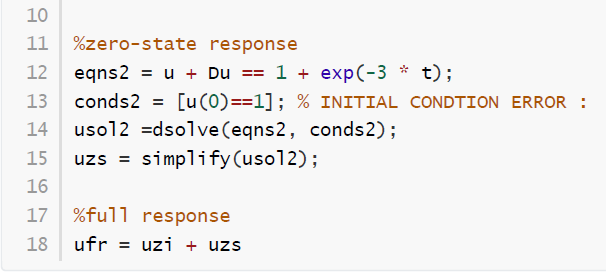 10
11 %zero-state response
12 eqns2 = u + Du == 1 + exp(-3 * t);
13 conds2 = [u(0)==1]; % INITIAL CONDTION ERROR :
14 usol2 =dsolve(eqns2, conds2);
15 uzs = simplify(usol2);
16
17 %full response
18 ufr = uzi + uzs